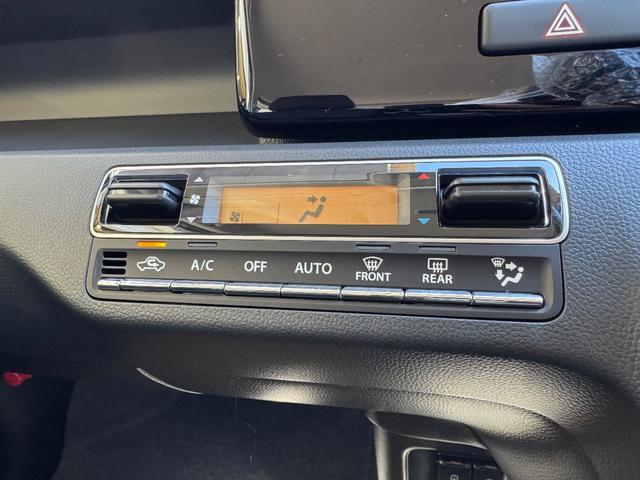 A/C OFF AUTO FRONT REAR